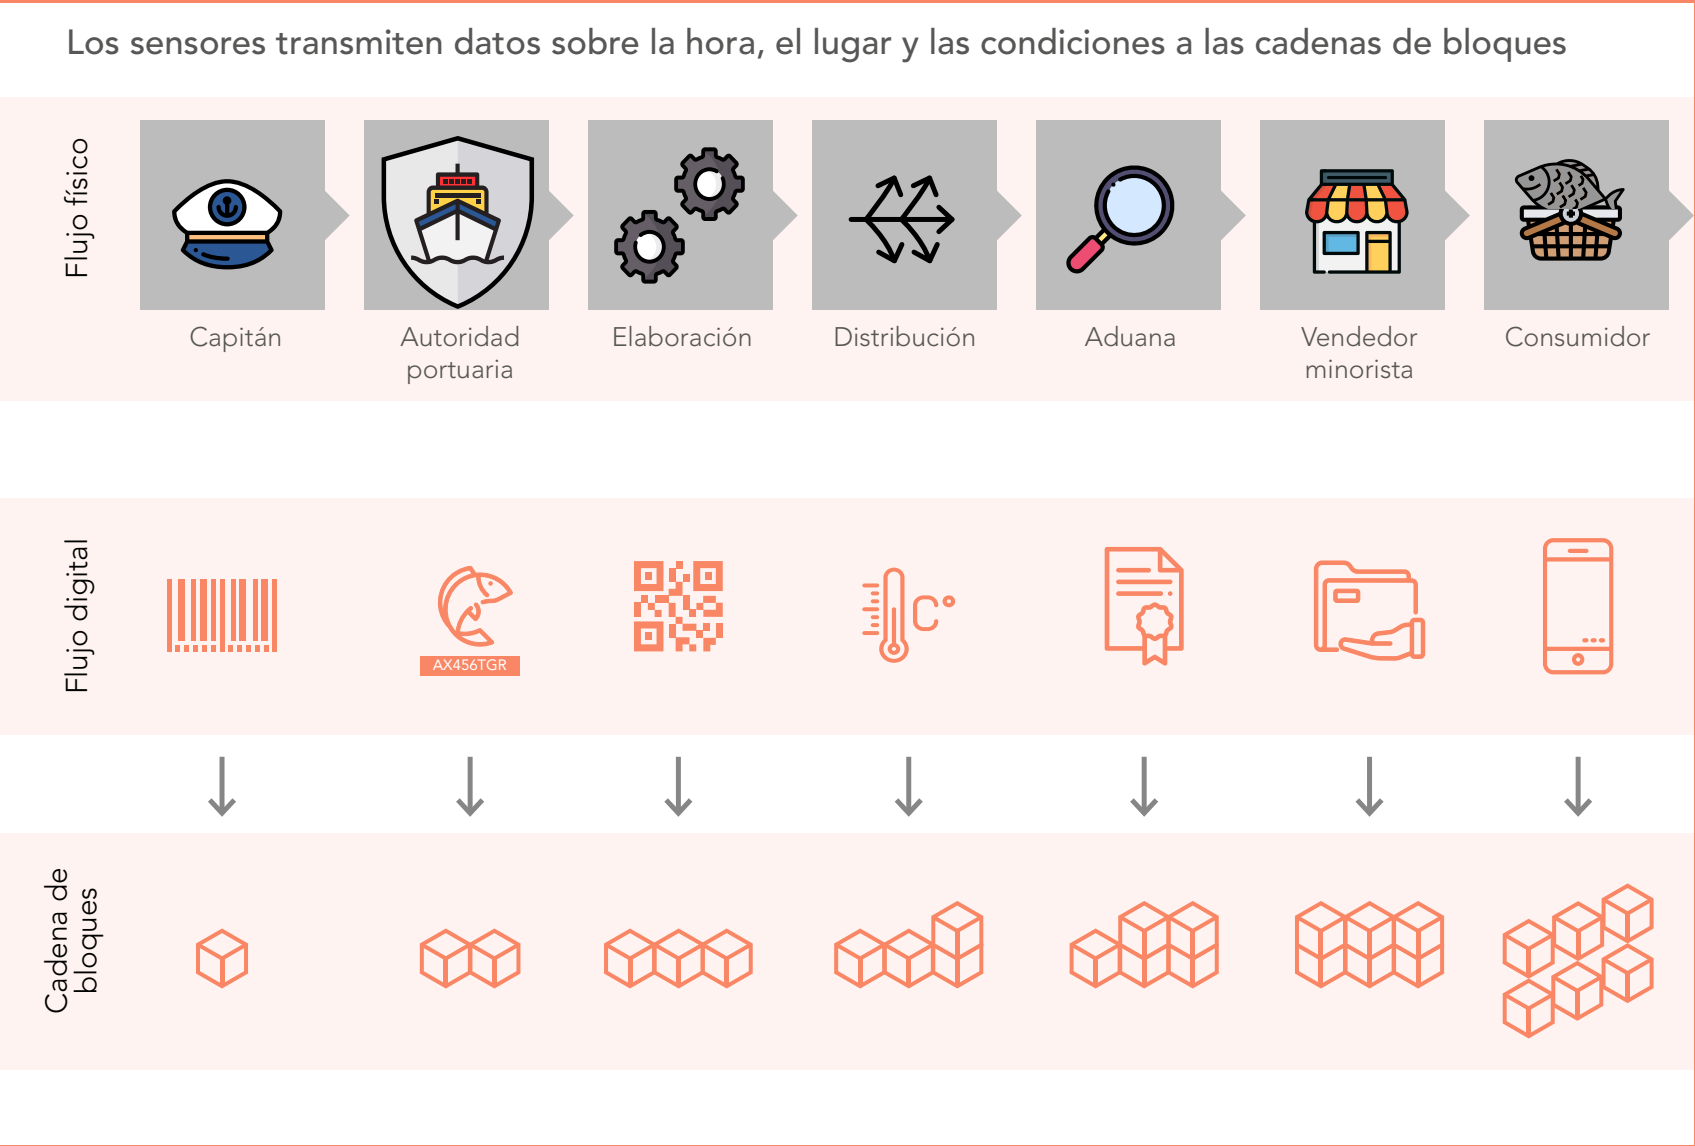 Los sensores transmiten datos sobre la hora, el lugar y las condiciones a las cadenas de bloques
Flujo físico
Capitán
Autoridad
portuaria
Elaboración
Distribución
Aduana
Vendedor
minorista
Consumidor
Flujo digital
AX456TGR
C°
Cadena de
bloques